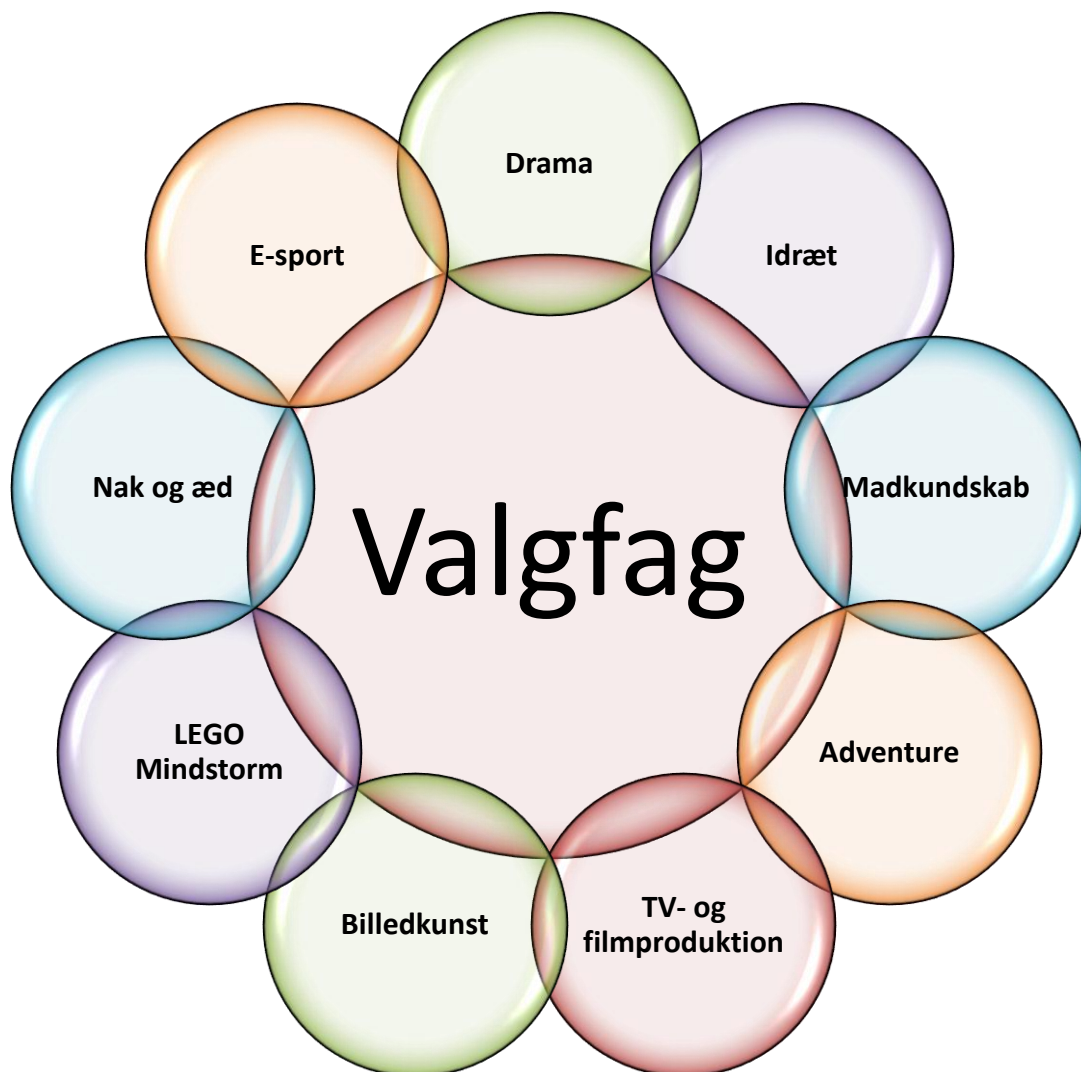 Drama
Idræt
Madkundskab
Adventure
TV- og
filmproduktion
Billedkunst
LEGO
Mindstorm
Nak og æd
E-sport
Valgfag